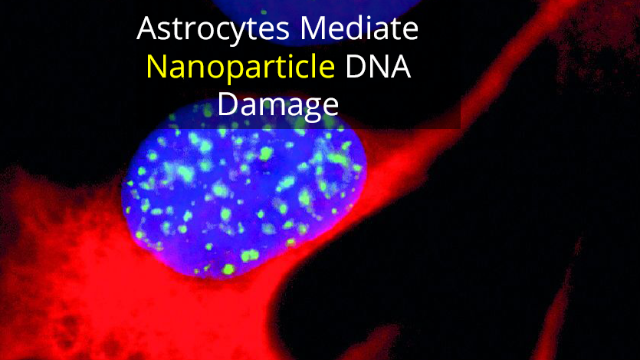 Astrocytes Mediate
Nanoparticle DNA
Damage